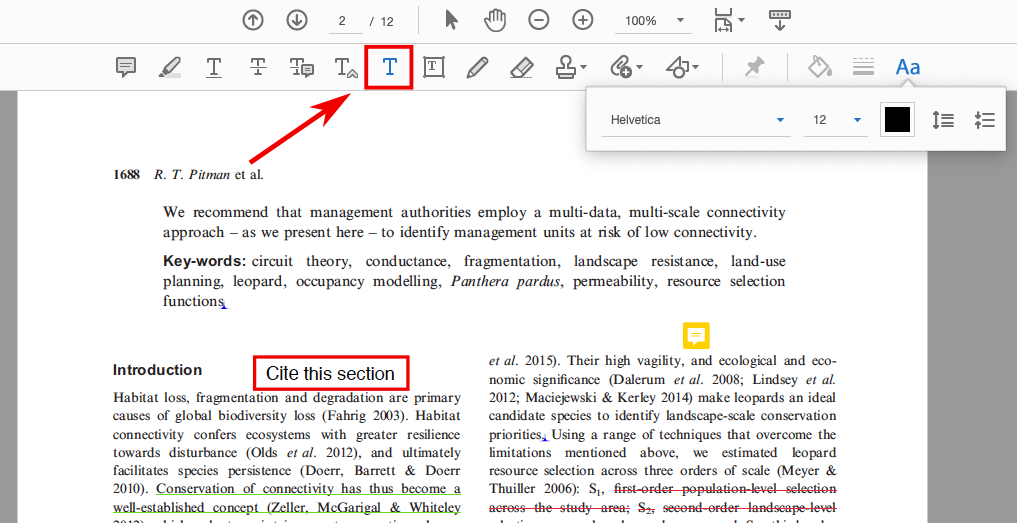 2 / 12
100%
Aa
Helvetica 12
1688 R. T. Pitman et al.
We recommend that management authorities employ a multi-data, multi-scale connectivity
approach – as we present here – to identify management units at risk of low connectivity.
Key-words: circuit theory, conductance, fragmentation, landscape resistance, land-use
planning, leopard, occupancy modelling, Panthera pardus, permeability, resource selection
functions
Introduction
Cite this section
Habitat loss, fragmentation and degradation are primary
causes of global biodiversity loss (Fahrig 2003). Habitat
connectivity confers ecosystems with greater resilience
towards disturbance (Olds et al. 2012), and ultimately
facilitates species persistence (Doerr, Barrett & Doerr
2010). Conservation of connectivity has thus become a
well-established concept (Zeller, McGarigal & Whiteley
et al. 2015). Their high vagility, and ecological and eco-
nomic significance (Dalerum et al. 2008; Lindsey et al.
2012; Maciejewski & Kerley 2014) make leopards an ideal
candidate species to identify landscape-scale conservation
priorities. Using a range of techniques that overcome the
limitations mentioned above, we estimated leopard
resource selection across three orders of scale (Meyer &
Thuiller 2006): S1, first-order population-level selection
across the study area; S2, second-order landscape-level